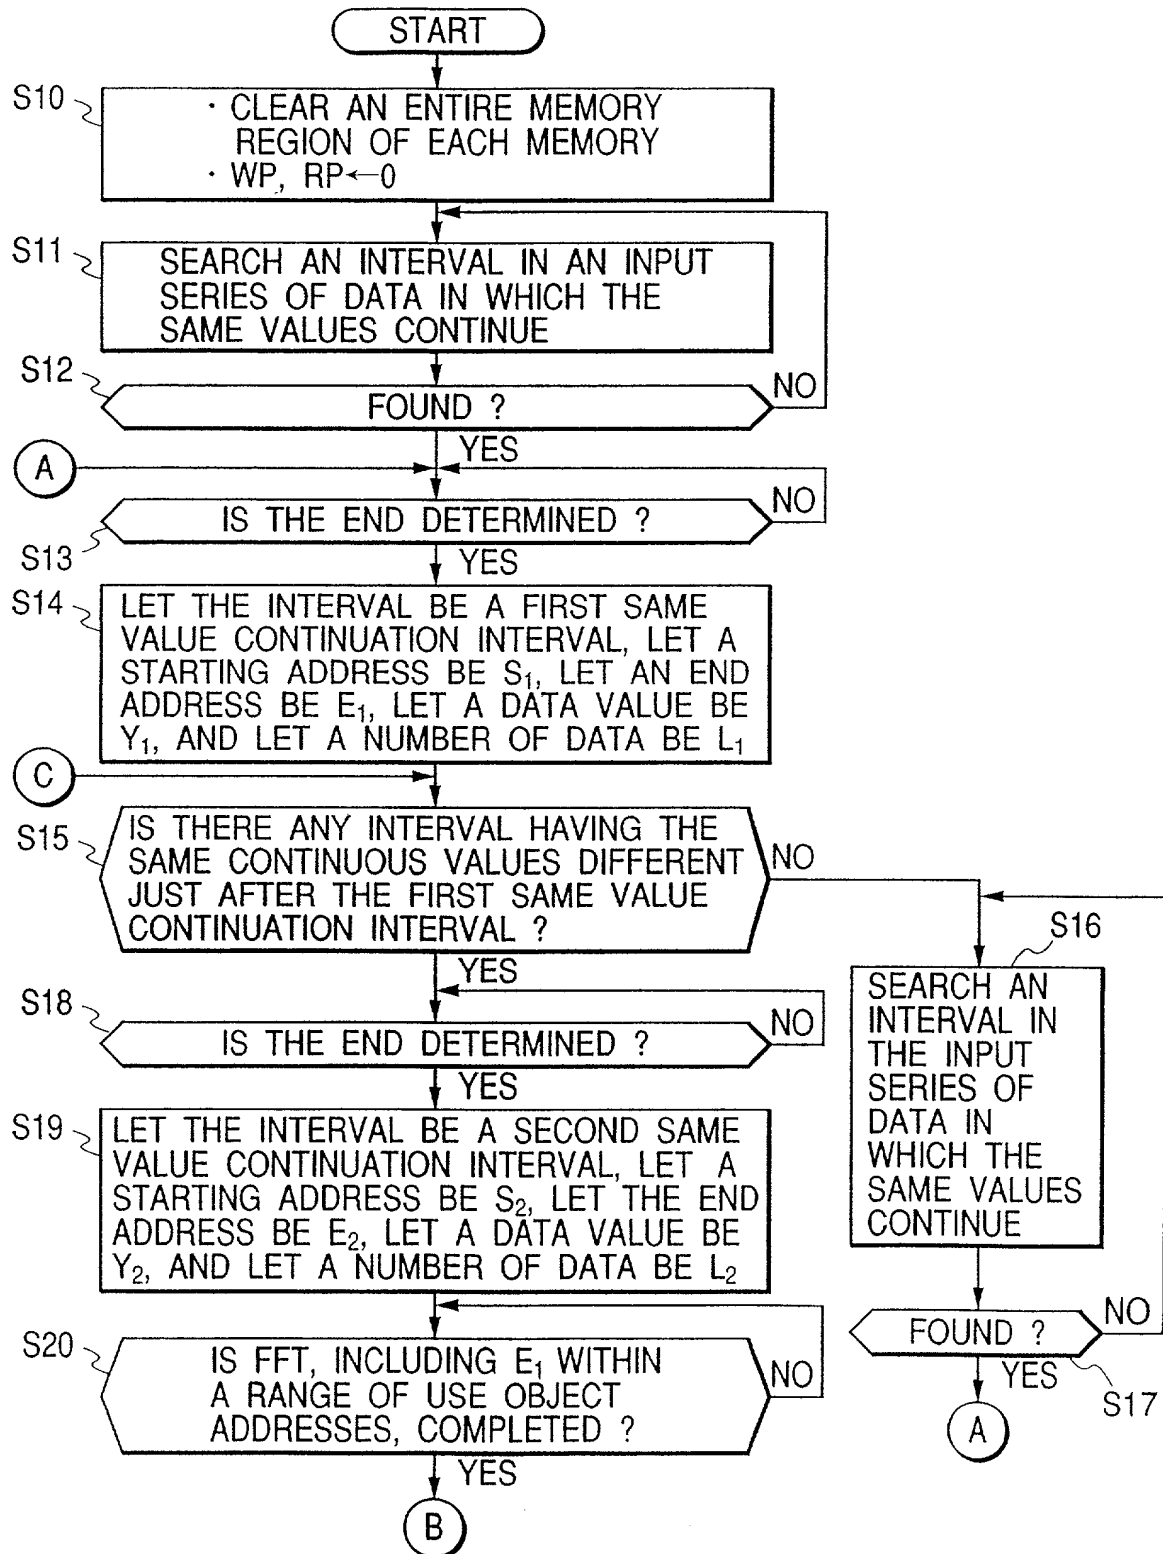 START
S10
· CLEAR AN ENTIRE MEMORY
REGION OF EACH MEMORY
· WP, RP←0
S11
SEARCH AN INTERVAL IN AN INPUT
SERIES OF DATA IN WHICH THE
SAME VALUES CONTINUE
S12
FOUND ?
NO
YES
A
IS THE END DETERMINED ?
NO
S13
YES
S14
LET THE INTERVAL BE A FIRST SAME
VALUE CONTINUATION INTERVAL, LET A
STARTING ADDRESS BE S₁, LET AN END
ADDRESS BE E₁, LET A DATA VALUE BE
Y₁, AND LET A NUMBER OF DATA BE L₁
C
S15
IS THERE ANY INTERVAL HAVING THE
SAME CONTINUOUS VALUES DIFFERENT
JUST AFTER THE FIRST SAME VALUE
CONTINUATION INTERVAL ?
NO
YES
S16
SEARCH AN
INTERVAL IN
THE INPUT
SERIES OF
DATA IN
WHICH THE
SAME VALUES
CONTINUE
FOUND ?
NO
YES
S17
A
S18
IS THE END DETERMINED ?
NO
YES
S19
LET THE INTERVAL BE A SECOND SAME
VALUE CONTINUATION INTERVAL, LET A
STARTING ADDRESS BE S₂, LET THE END
ADDRESS BE E₂, LET A DATA VALUE BE
Y₂, AND LET A NUMBER OF DATA BE L₂
S20
IS FFT, INCLUDING E₁ WITHIN
A RANGE OF USE OBJECT
ADDRESSES, COMPLETED ?
NO
YES
B